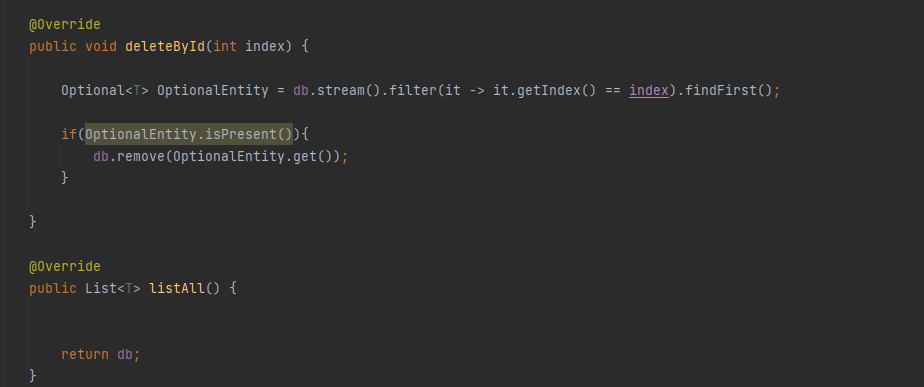 @Override
public void deleteById(int index) {
Optional<T> OptionalEntity = db.stream().filter(it -> it.getIndex() == index).findFirst();
if(OptionalEntity.isPresent()){
db.remove(OptionalEntity.get());
}
}
@Override
public List<T> listAll() {
return db;
}